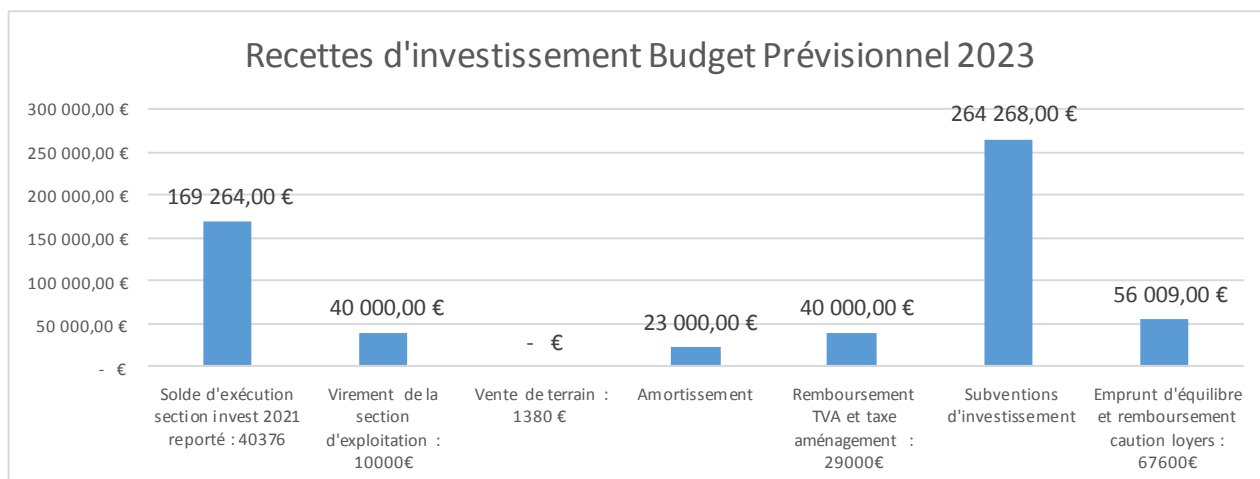 Recettes d'investissement Budget Prévisionnel 2023
300 000,00 €
250 000,00 €
200 000,00 €
150 000,00 €
100 000,00 €
50 000,00 €
- €
169 264,00 €
40 000,00 €
- €
23 000,00 €
40 000,00 €
264 268,00 €
56 009,00 €
Solde d'exécution
section invest 2021
reporté : 40376
Virement de la
section
d'exploitation :
10000€
Vente de terrain :
1380 €
Amortissement
Remboursement
TVA et taxe
aménagement :
29000€
Subventions
d'investissement
Emprunt d'équilibre
et remboursement
caution loyers :
67600€